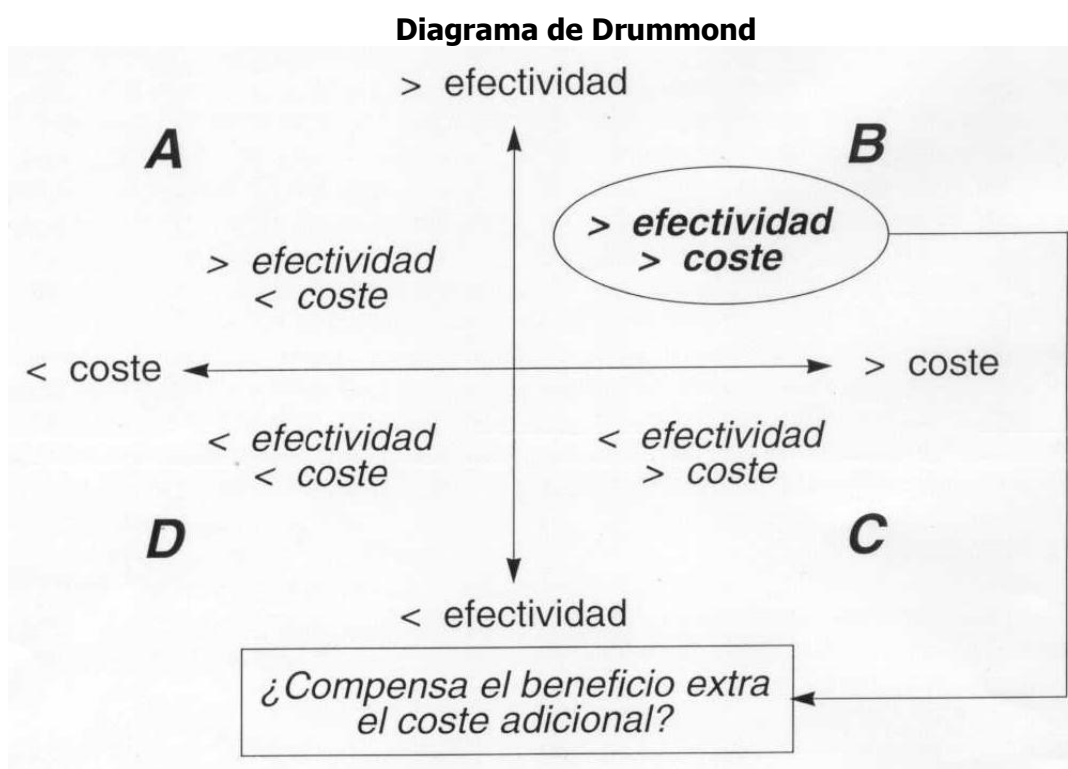 Diagrama de Drummond
> efectividad
A
B
> efectividad
> coste
> efectividad
< coste
< coste
> coste
< efectividad
< coste
< efectividad
> coste
D
C
< efectividad
¿Compensa el beneficio extra
el coste adicional?